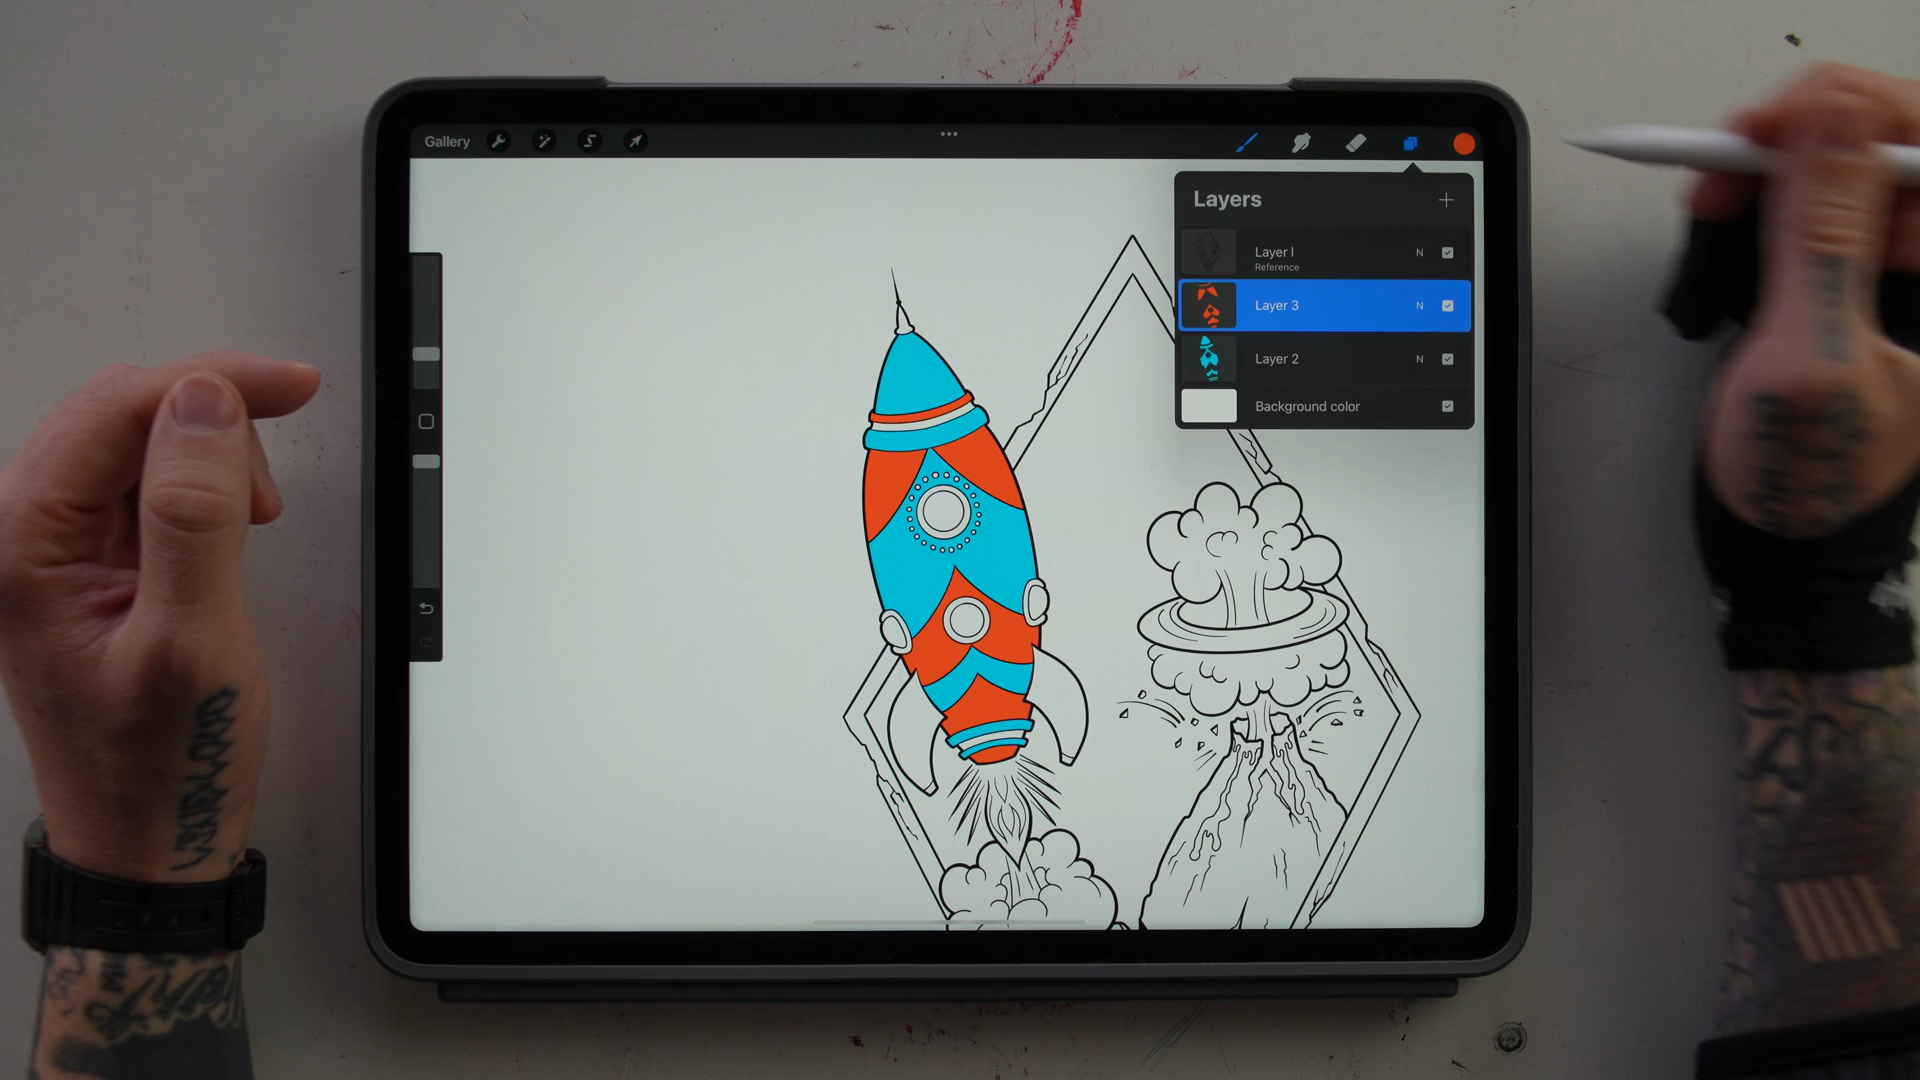 Gallery
Layers
Layer 1
N
Reference
Layer 3
N
Layer 2
N
Background color